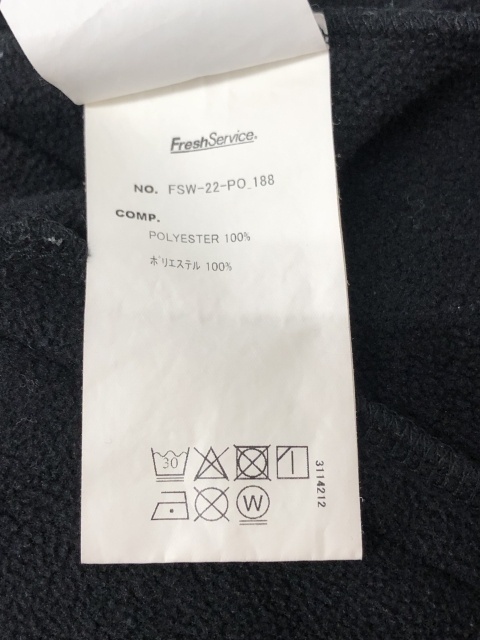 FreshService.
NO. FSW-22-PO_188
COMP.
POLYESTER 100%
ポリエステル 100%
30
W
3114212